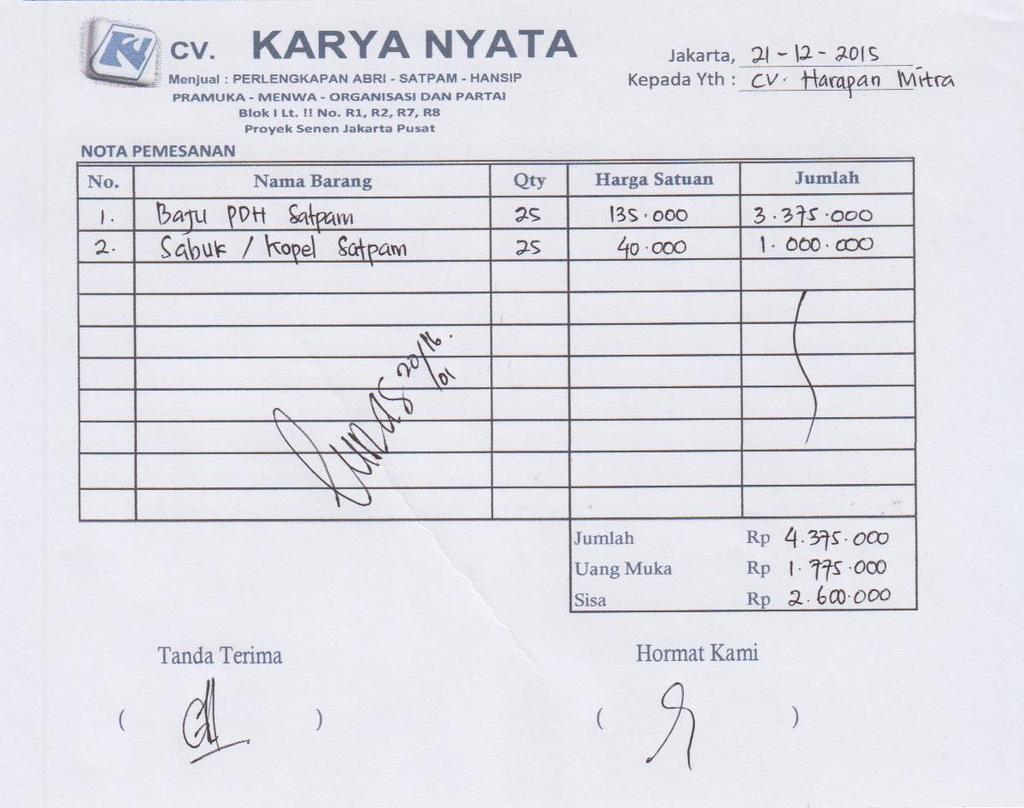 CV. KARYA NYATA
Menjual : PERLENGKAPAN ABRI - SATPAM - HANSIP
PRAMUKA - MENWA - ORGANISASI DAN PARTAI
Blok I Lt. !! No. R1, R2, R7, R8
Proyek Senen Jakarta Pusat
Jakarta, 21-12-2015
Kepada Yth : CV. Harapan Mitra
NOTA PEMESANAN
No. Nama Barang Qty Harga Satuan Jumlah
1. Baju PDH Satpam 25 135.000 3.375.000
2. Sabuk / Kopel Satpam 25 40.000 1.000.000
Lunas 20/01 16.
Jumlah Rp 4.375.000
Uang Muka Rp 1.775.000
Sisa Rp 2.600.000
Tanda Terima Hormat Kami
( ) ( )